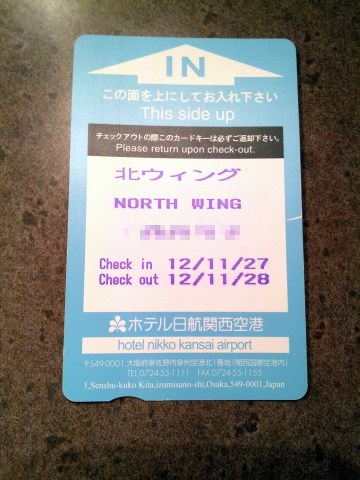 IN
この面を上にしてお入れ下さい
This side up
チェックアウトの際このカードキーは必ずご返却下さい。
Please return upon check-out.
北ウィング
NORTH WING
Check in 12/11/27
Check out 12/11/28
ホテル日航関西空港
hotel nikko kansai airport
〒549-0001 大阪府泉佐野市泉州空港北1番地(関西国際空港内)
TEL 0724-55-1111 FAX 0724-55-1155
1,Senshu-kuko Kita,izumisano-shi,Osaka,549-0001,Japan